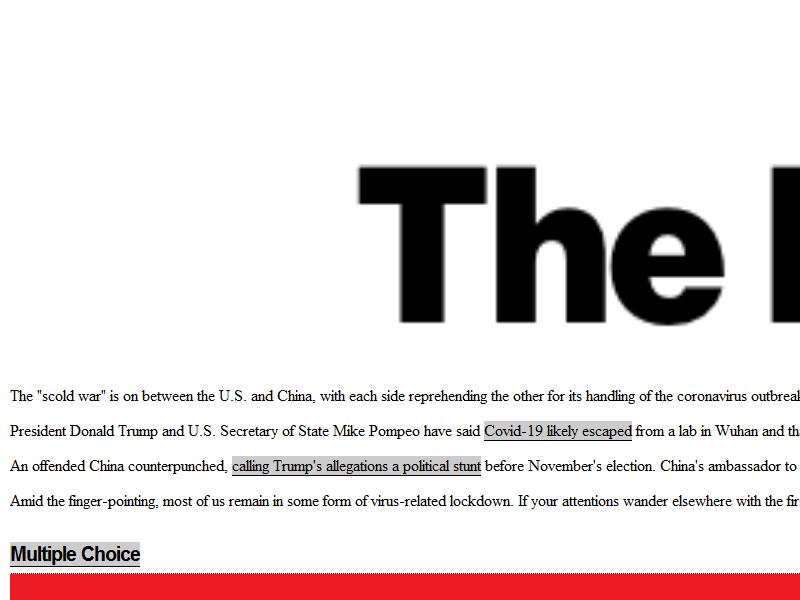 The
The "scold war" is on between the U.S. and China, with each side reprehending the other for its handling of the coronavirus outbreak
President Donald Trump and U.S. Secretary of State Mike Pompeo have said Covid-19 likely escaped from a lab in Wuhan and
An offended China counterpunched, calling Trump's allegations a political stunt before November's election. China's ambassador to
Amid the finger-pointing, most of us remain in some form of virus-related lockdown. If your attentions wander elsewhere with the
Multiple Choice